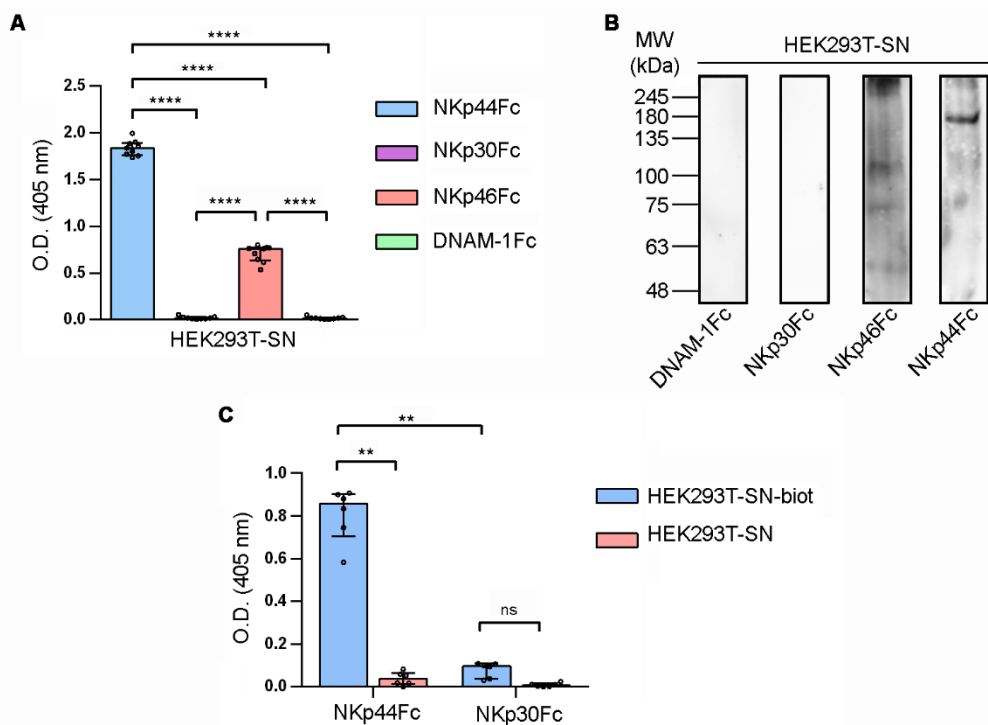 A
****
****
****
****
****
2.5
2.0
1.5
1.0
0.5
0.0
O.D. (405 nm)
HEK293T-SN
NKp44Fc
NKp30Fc
NKp46Fc
DNAM-1Fc
B
MW
(kDa)
HEK293T-SN
245
180
135
100
75
63
48
DNAM-1Fc
NKp30Fc
NKp46Fc
NKp44Fc
C
**
**
ns
1.0
0.8
0.6
0.4
0.2
0.0
O.D. (405 nm)
NKp44Fc
NKp30Fc
HEK293T-SN-biot
HEK293T-SN